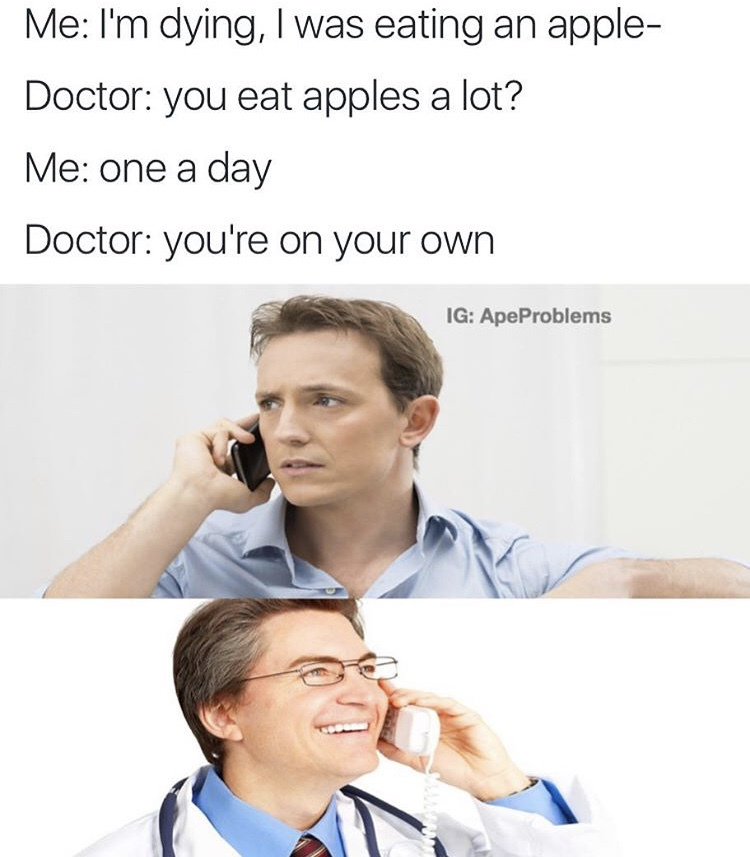 Me: I'm dying, I was eating an apple-
Doctor: you eat apples a lot?
Me: one a day
Doctor: you're on your own
IG: ApeProblems